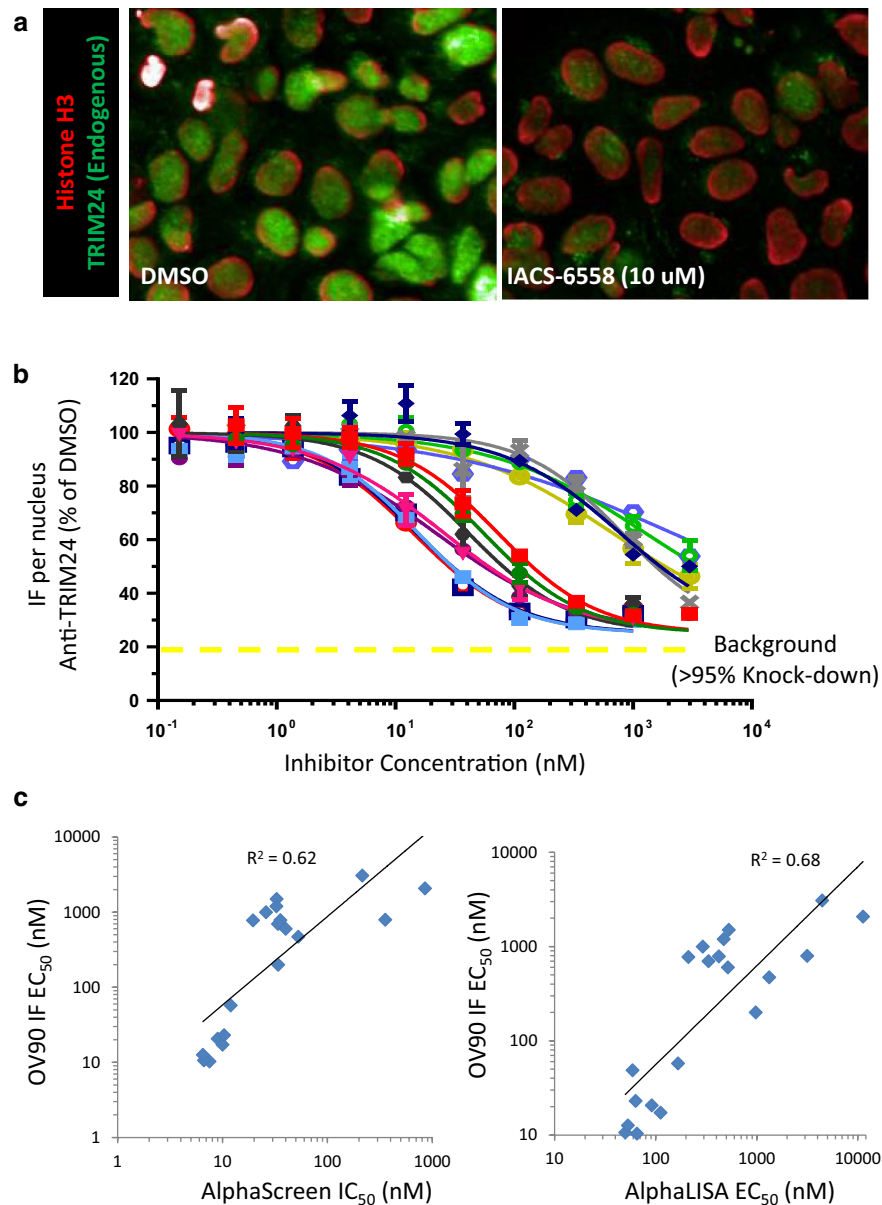 a
Histone H3
TRIM24 (Endogenous)
DMSO
IACS-6558 (10 uM)
b
IF per nucleus
Anti-TRIM24 (% of DMSO)
120
100
80
60
40
20
0
10⁻¹ 10⁰ 10¹ 10² 10³ 10⁴
Background
(>95% Knock-down)
Inhibitor Concentration (nM)
c
OV90 IF EC₅₀ (nM)
10000
1000
100
10
1
R² = 0.62
1 10 100 1000
AlphaScreen IC₅₀ (nM)
OV90 IF EC₅₀ (nM)
10000
1000
100
10
R² = 0.68
10 100 1000 10000
AlphaLISA EC₅₀ (nM)